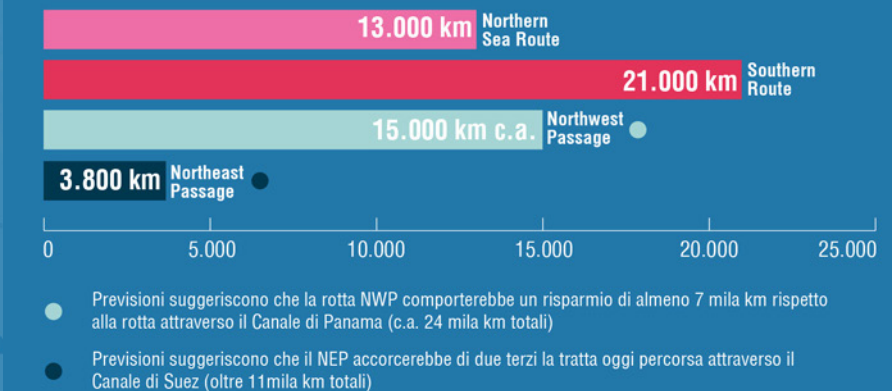 13.000 km Northern
Sea Route
21.000 km Southern
Route
15.000 km c.a. Northwest
Passage
3.800 km Northeast
Passage
0 5.000 10.000 15.000 20.000 25.000
Previsioni suggeriscono che la rotta NWP comporterebbe un risparmio di almeno 7 mila km rispetto
alla rotta attraverso il Canale di Panama (c.a. 24 mila km totali)
Previsioni suggeriscono che il NEP accorcerebbe di due terzi la tratta oggi percorsa attraverso il
Canale di Suez (oltre 11mila km totali)